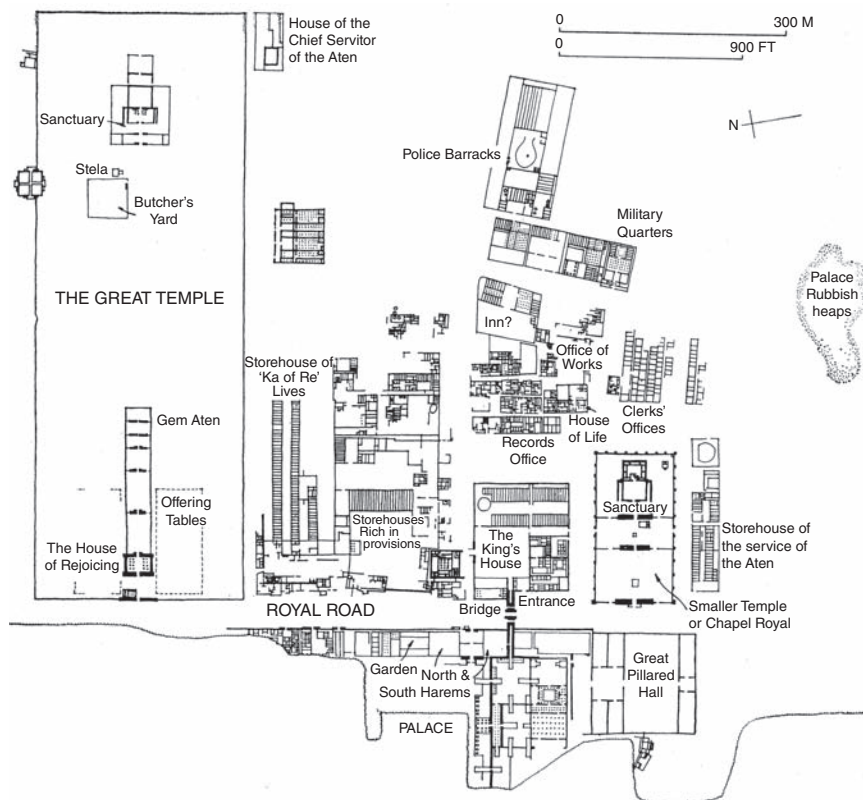 House of the
Chief Servitor
of the Aten
0 300 M
0 900 FT
Sanctuary
N
Police Barracks
Stela
Butcher's
Yard
Military
Quarters
THE GREAT TEMPLE
Palace
Rubbish
heaps
Inn?
Office of
Works
Storehouse of
'Ka of Re'
Lives
Gem Aten
House
of Life
Clerks'
Offices
Records
Office
Offering
Tables
Sanctuary
Storehouses
Rich in
provisions
The
King's
House
Storehouse of
the service of
the Aten
The House
of Rejoicing
ROYAL ROAD
Bridge
Entrance
Smaller Temple
or Chapel Royal
Garden
North &
South Harems
Great
Pillared
Hall
PALACE